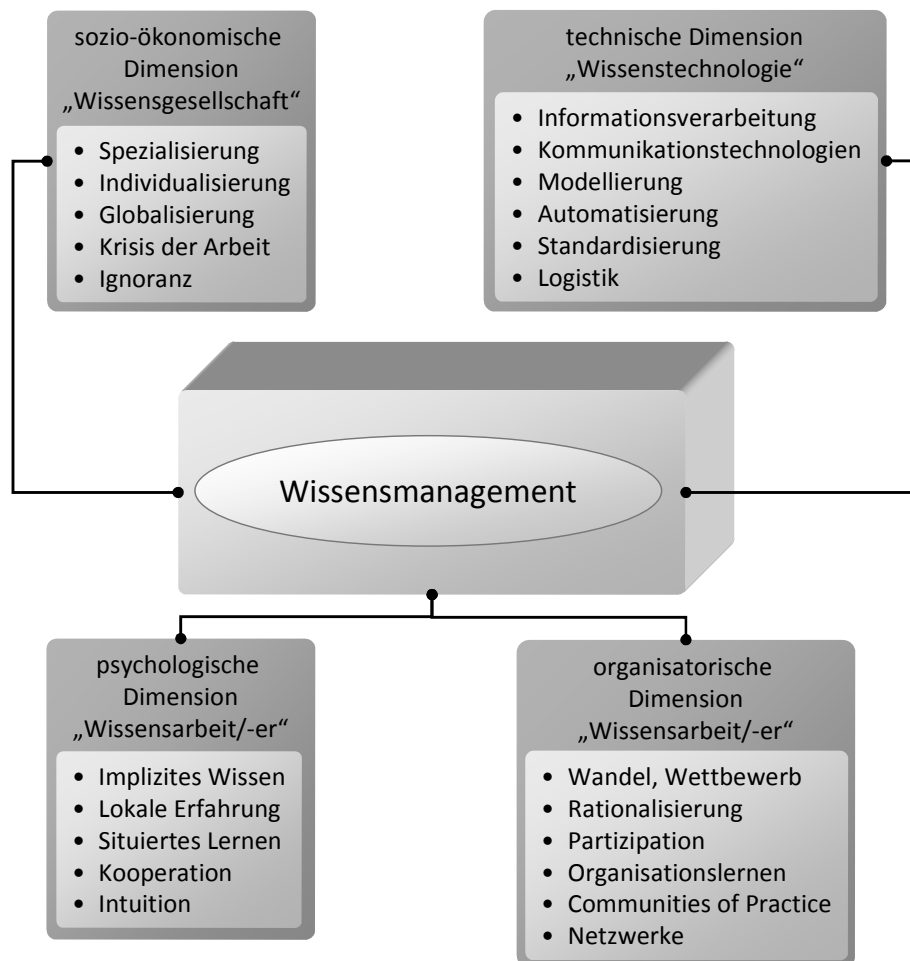 sozio-ökonomische
Dimension
„Wissensgesellschaft“
• Spezialisierung
• Individualisierung
• Globalisierung
• Krisis der Arbeit
• Ignoranz
technische Dimension
„Wissenstechnologie“
• Informationsverarbeitung
• Kommunikationstechnologien
• Modellierung
• Automatisierung
• Standardisierung
• Logistik
Wissensmanagement
psychologische
Dimension
„Wissensarbeit/-er“
• Implizites Wissen
• Lokale Erfahrung
• Situiertes Lernen
• Kooperation
• Intuition
organisatorische
Dimension
„Wissensarbeit/-er“
• Wandel, Wettbewerb
• Rationalisierung
• Partizipation
• Organisationslernen
• Communities of Practice
• Netzwerke